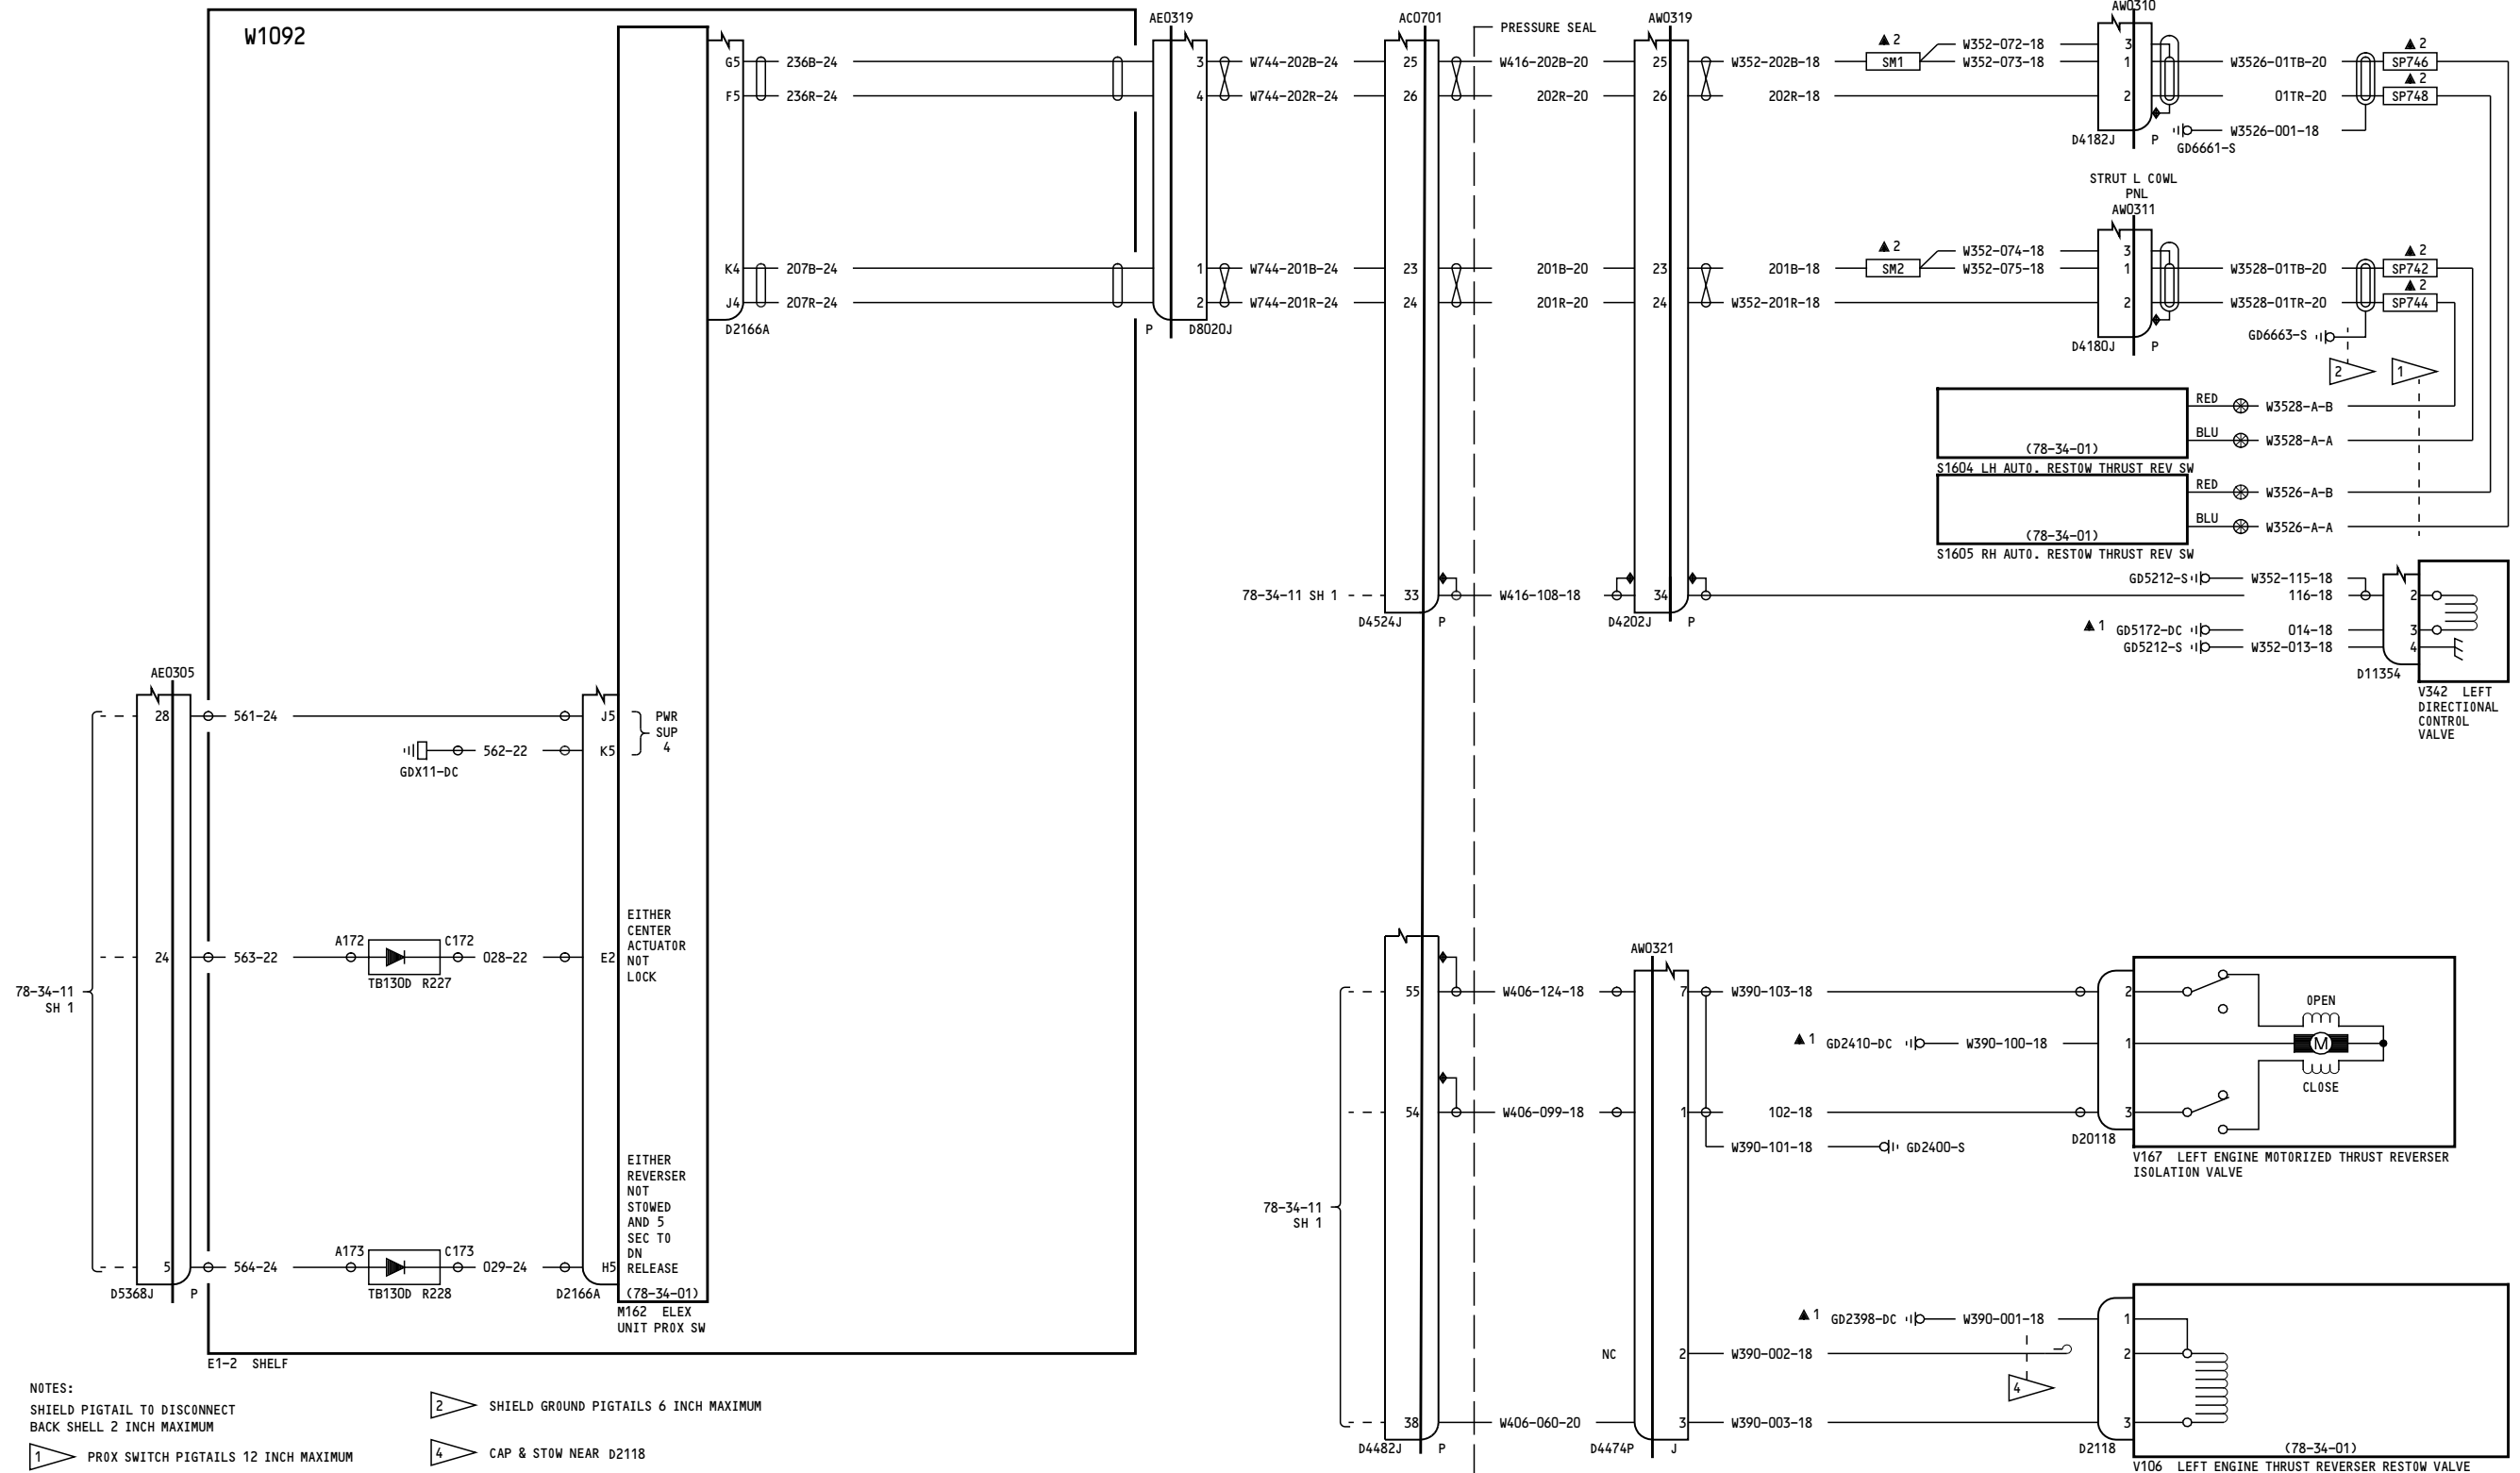 W1092
AE0319
AC0701
PRESSURE SEAL
AW0319
AW0310
G5
236B-24
3
W744-202B-24
25
W416-202B-20
25
W352-202B-18
▲2
SM1
W352-072-18
W352-073-18
3
1
W3526-01TB-20
▲2
SP746
F5
236R-24
4
W744-202R-24
26
202R-20
26
202R-18
2
01TR-20
▲2
SP748
W3526-001-18
D4182J P
GD6661-S
STRUT L COWL
PNL
AW0311
K4
207B-24
1
W744-201B-24
23
201B-20
23
201B-18
▲2
SM2
W352-074-18
W352-075-18
3
1
W3528-01TB-20
▲2
SP742
J4
207R-24
2
W744-201R-24
24
201R-20
24
W352-201R-18
2
W3528-01TR-20
▲2
SP744
D2166A
P D8020J
GD6663-S
D4180J P
2
1
RED
W3528-A-B
BLU
W3528-A-A
(78-34-01)
S1604 LH AUTO. RESTOW THRUST REV SW
RED
W3526-A-B
BLU
W3526-A-A
(78-34-01)
S1605 RH AUTO. RESTOW THRUST REV SW
78-34-11 SH 1
33
W416-108-18
34
GD5212-S
W352-115-18
116-18
2
D4524J P
D4202J P
▲1 GD5172-DC
014-18
3
GD5212-S
W352-013-18
4
D11354
V342 LEFT
DIRECTIONAL
CONTROL
VALVE
AE0305
28
561-24
J5
PWR
SUP
4
562-22
K5
GDX11-DC
EITHER
CENTER
ACTUATOR
NOT
LOCK
24
563-22
A172
C172
028-22
E2
TB130D R227
78-34-11
SH 1
EITHER
REVERSER
NOT
STOWED
AND 5
SEC TO
DN
RELEASE
5
564-24
A173
C173
029-24
H5
TB130D R228
D5368J P
D2166A
(78-34-01)
M162 ELEX
UNIT PROX SW
E1-2 SHELF
AW0321
55
W406-124-18
7
W390-103-18
2
OPEN
▲1 GD2410-DC
W390-100-18
1
M
CLOSE
54
W406-099-18
1
102-18
3
W390-101-18
GD2400-S
D20118
V167 LEFT ENGINE MOTORIZED THRUST REVERSER
ISOLATION VALVE
78-34-11
SH 1
▲1 GD2398-DC
W390-001-18
1
NC
2
W390-002-18
2
4
38
W406-060-20
3
W390-003-18
3
D4482J P
D4474P J
D2118
(78-34-01)
V106 LEFT ENGINE THRUST REVERSER RESTOW VALVE
NOTES:
SHIELD PIGTAIL TO DISCONNECT
BACK SHELL 2 INCH MAXIMUM
1 PROX SWITCH PIGTAILS 12 INCH MAXIMUM
2 SHIELD GROUND PIGTAILS 6 INCH MAXIMUM
4 CAP & STOW NEAR D2118